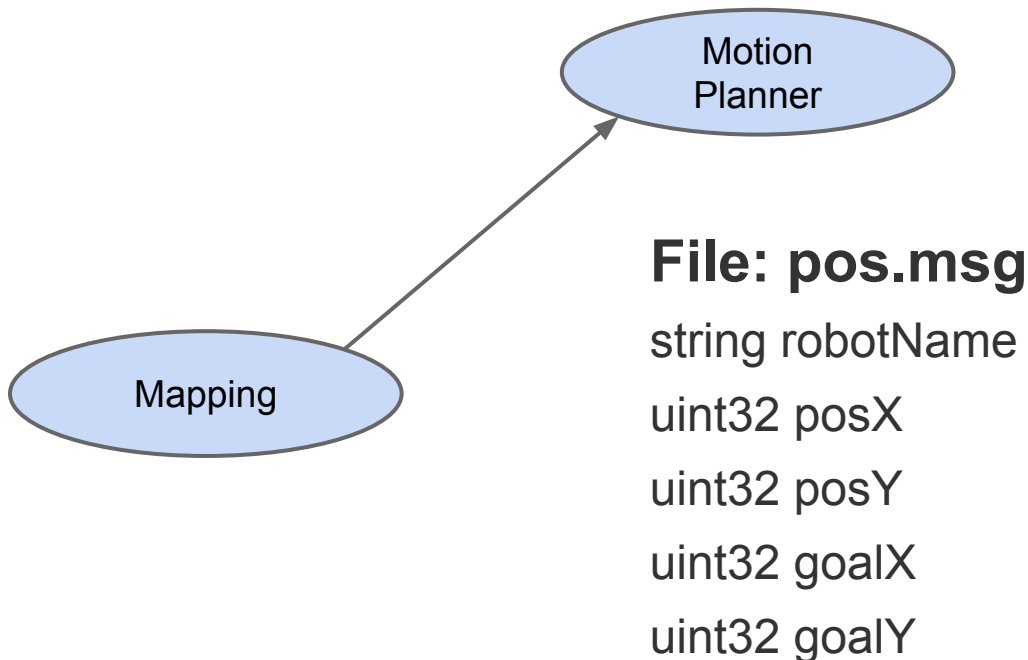 Motion
Planner
Mapping
File: pos.msg
string robotName
uint32 posX
uint32 posY
uint32 goalX
uint32 goalY